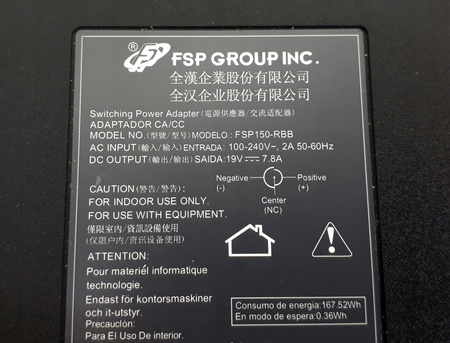 ® FSP GROUP INC.
全漢企業股份有限公司
全汉企业股份有限公司
Switching Power Adapter(電源供應器/交流适配器)
ADAPTADOR CA/CC
MODEL NO.(型號/型号)MODELO.: FSP150-RBB
AC INPUT(輸入/输入)ENTRADA: 100-240V~, 2A 50-60Hz
DC OUTPUT(輸出/输出)SAIDA:19V⎓7.8A
Negative Positive
(-) (+)
Center
(NC)
CAUTION(警告/警告):
FOR INDOOR USE ONLY.
FOR USE WITH EQUIPMENT.
僅限室內/資訊設備使用
(仅限户内/资讯设备使用)
ATTENTION:
Pour materiél informatique
technologie.
Endast för kontorsmaskiner
och it-utstyr.
Precaución:
Para El Uso De interior.
Consumo de energia:167.52Wh
En modo de espera:0.36Wh